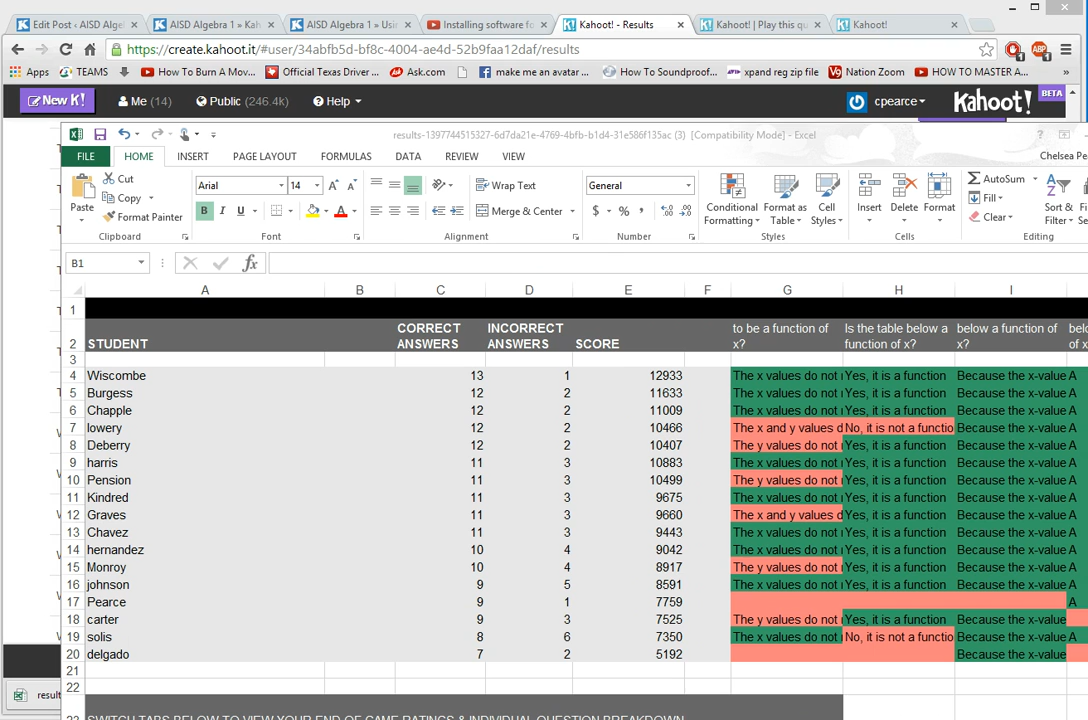 Edit Post ‹ AISD Alge
AISD Algebra 1 » Kah
AISD Algebra 1 » Usin
Installing software fo
Kahoot! - Results
Kahoot! | Play this qu
Kahoot!
https://create.kahoot.it/#user/34abfb5d-bf8c-4004-ae4d-52b9faa12daf/results
Apps TEAMS How To Burn A Mov... Official Texas Driver ... Ask.com make me an avatar ... How To Soundproof... xpand reg zip file Nation Zoom HOW TO MASTER A... »
New K! Me (14) Public (246.4k) Help cpearce Kahoot! BETA
results-1397744515327-6d7da21e-4769-4bfb-b1d4-31e586f135ac (3) [Compatibility Mode] - Excel
FILE HOME INSERT PAGE LAYOUT FORMULAS DATA REVIEW VIEW Chelsea Pe
Paste Cut Copy Format Painter Clipboard
Arial 14 B I U Font
Wrap Text Merge & Center Alignment
General $ % , Number
Conditional Formatting Format as Table Cell Styles Styles
Insert Delete Format Cells
AutoSum Fill Clear Sort & Filter Editing
B1 fx
A B C D E F G H I
1
2 STUDENT CORRECT ANSWERS INCORRECT ANSWERS SCORE to be a function of x? Is the table below a function of x? below a function of x? of x
3
4 Wiscombe 13 1 12933 The x values do not Yes, it is a function Because the x-value A
5 Burgess 12 2 11633 The x values do not Yes, it is a function Because the x-value A
6 Chapple 12 2 11009 The x values do not Yes, it is a function Because the x-value A
7 lowery 12 2 10466 The x and y values d No, it is not a functio Because the x-value A
8 Deberry 12 2 10407 The y values do not Yes, it is a function Because the x-value A
9 harris 11 3 10883 The x values do not Yes, it is a function Because the x-value A
10 Pension 11 3 10499 The y values do not Yes, it is a function Because the x-value A
11 Kindred 11 3 9675 The x values do not Yes, it is a function Because the x-value A
12 Graves 11 3 9660 The x and y values d Yes, it is a function Because the x-value A
13 Chavez 11 3 9443 The x values do not Yes, it is a function Because the x-value A
14 hernandez 10 4 9042 The x values do not Yes, it is a function Because the x-value A
15 Monroy 10 4 8917 The y values do not Yes, it is a function Because the x-value A
16 johnson 9 5 8591 The x values do not Yes, it is a function Because the x-value A
17 Pearce 9 1 7759 A
18 carter 9 3 7525 The y values do not Yes, it is a function Because the x-value
19 solis 8 6 7350 The x values do not No, it is not a functio Because the x-value A
20 delgado 7 2 5192 Because the x-value
21
22
SWITCH TABS BELOW TO VIEW YOUR END OF GAME RATINGS & INDIVIDUAL QUESTION BREAKDOWN
result